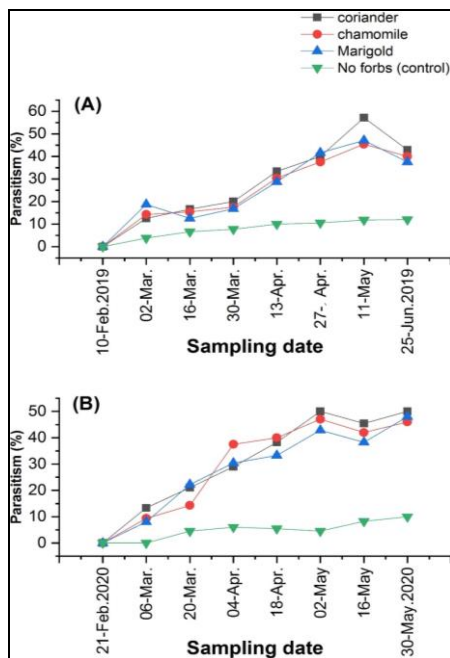 coriander
chamomile
Marigold
No forbs (control)
(A)
Parasitism (%)
60
50
40
30
20
10
0
10-Feb.2019
02-Mar.
16-Mar.
30-Mar.
13-Apr.
27-. Apr.
11-May
25-Jun.2019
Sampling date
(B)
Parasitism (%)
50
40
30
20
10
0
21-Feb.2020
06-Mar.
20-Mar.
04-Apr.
18-Apr.
02-May
16-May
30-May.2020
Sampling date